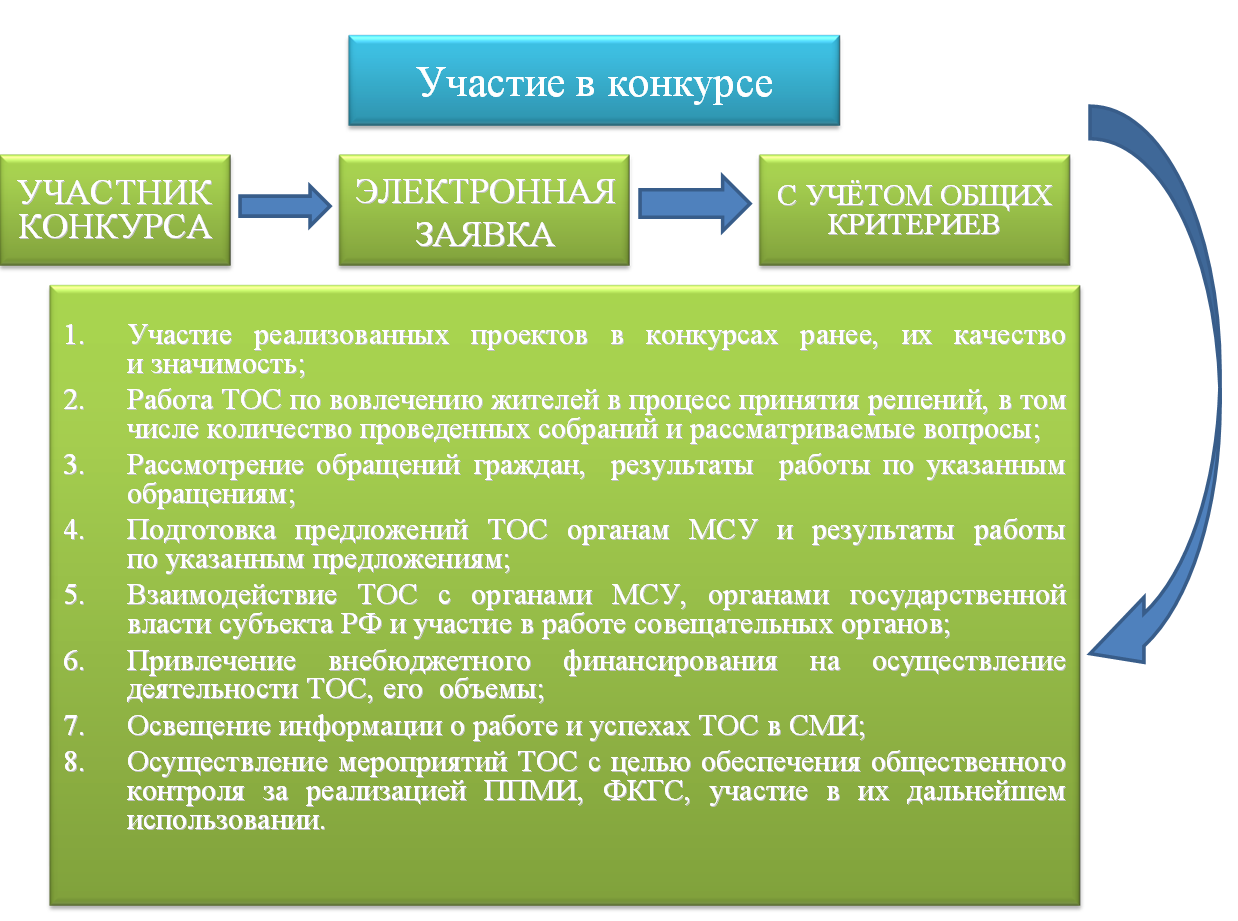 Участие в конкурсе
УЧАСТНИК
КОНКУРСА
ЭЛЕКТРОННАЯ
ЗАЯВКА
С УЧЁТОМ ОБЩИХ
КРИТЕРИЕВ
1. Участие реализованных проектов в конкурсах ранее, их качество
и значимость;
2. Работа ТОС по вовлечению жителей в процесс принятия решений, в том
числе количество проведенных собраний и рассматриваемые вопросы;
3. Рассмотрение обращений граждан, результаты работы по указанным
обращениям;
4. Подготовка предложений ТОС органам МСУ и результаты работы
по указанным предложениям;
5. Взаимодействие ТОС с органами МСУ, органами государственной
власти субъекта РФ и участие в работе совещательных органов;
6. Привлечение внебюджетного финансирования на осуществление
деятельности ТОС, его объемы;
7. Освещение информации о работе и успехах ТОС в СМИ;
8. Осуществление мероприятий ТОС с целью обеспечения общественного
контроля за реализацией ППМИ, ФКГС, участие в их дальнейшем
использовании.